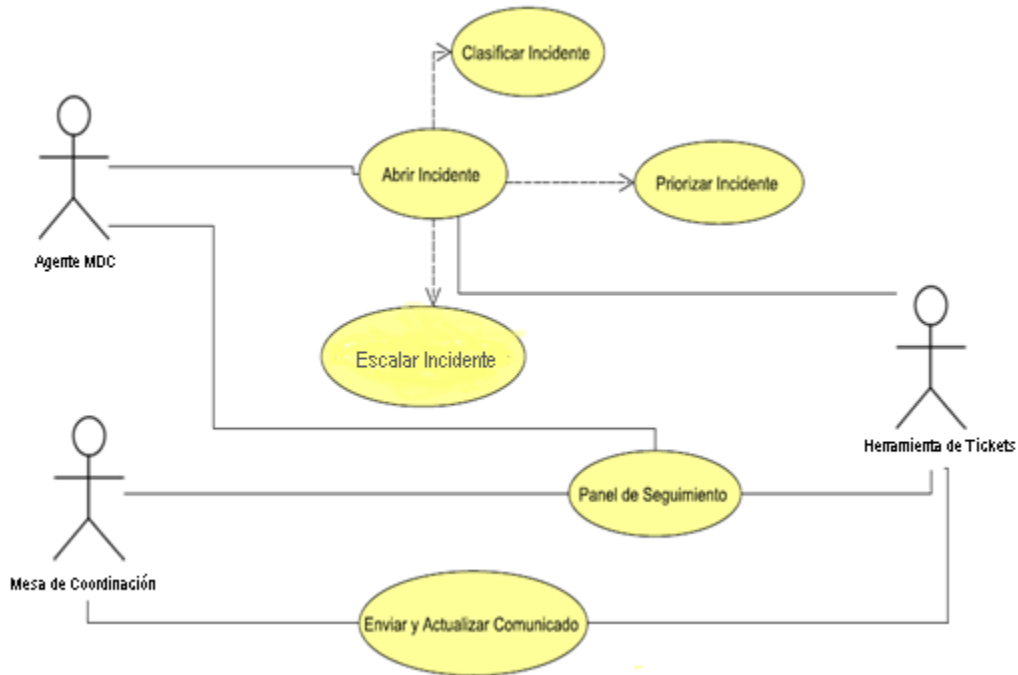 Clasificar Incidente
Abrir Incidente
Priorizar Incidente
Agente MDC
Escalar Incidente
Herramienta de Tickets
Panel de Seguimiento
Mesa de Coordinación
Enviar y Actualizar Comunicado